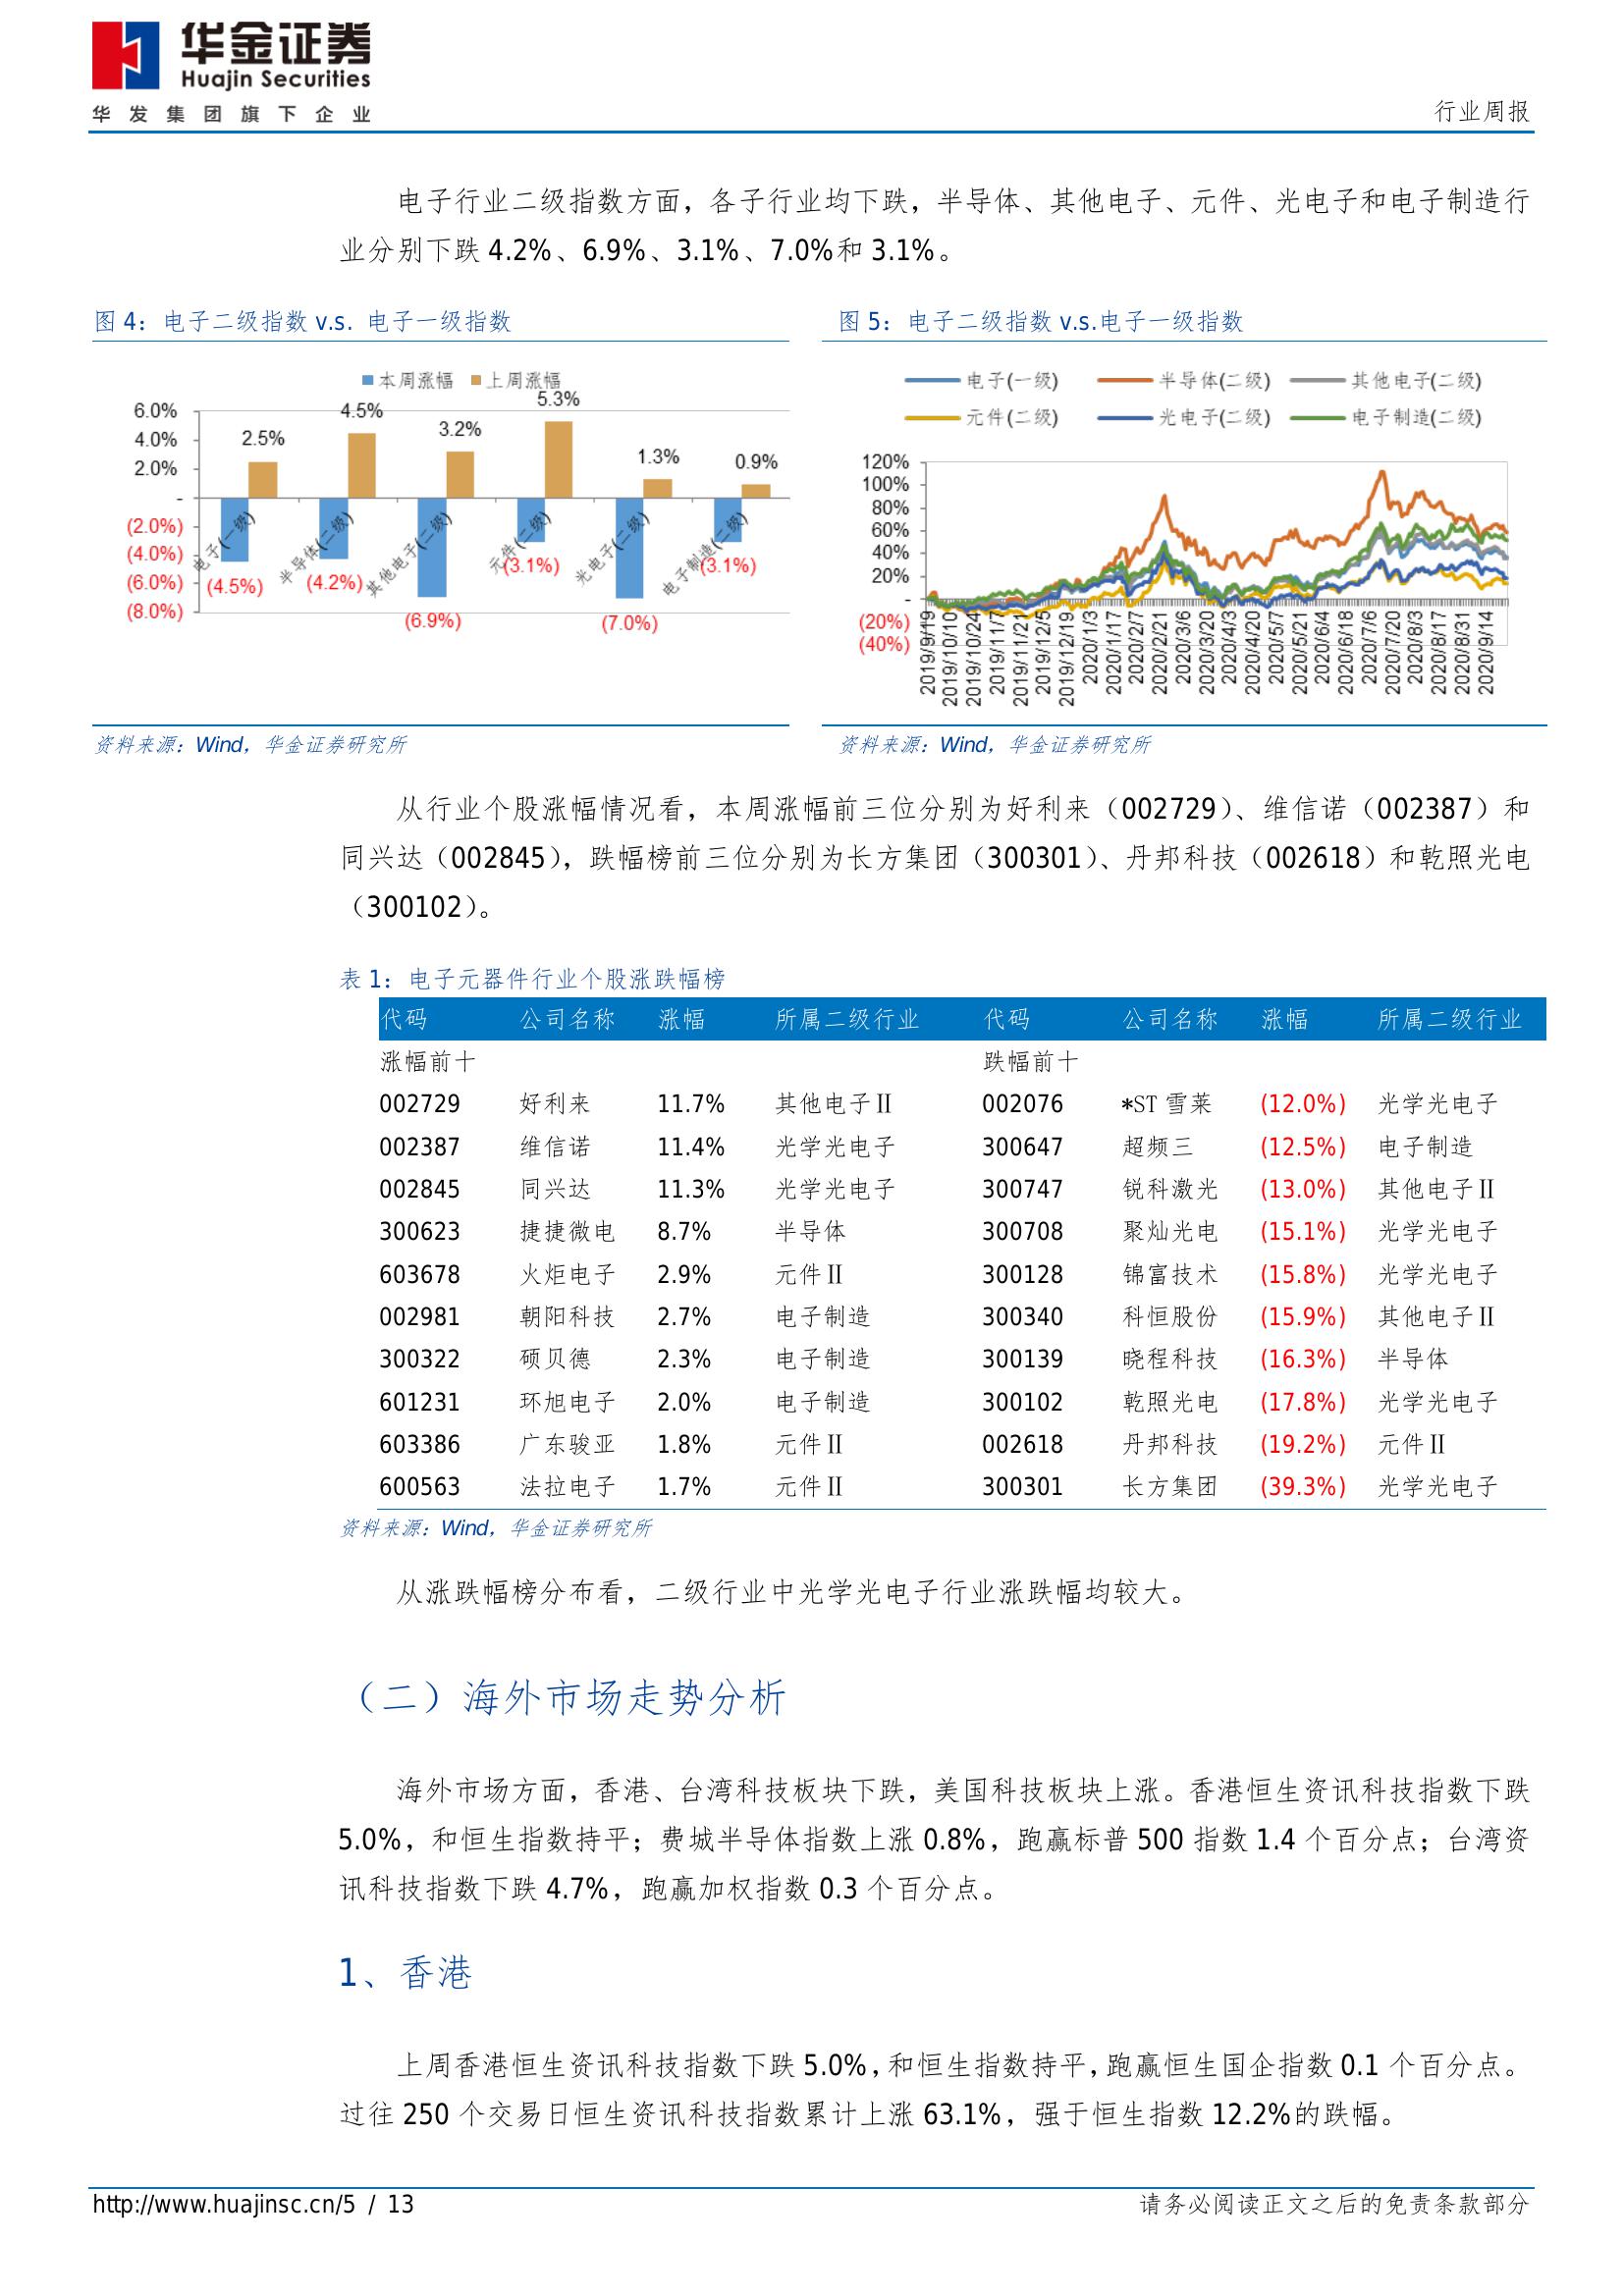 华金证券
Huajin Securities
华发集团旗下企业
行业周报
电子行业二级指数方面，各子行业均下跌，半导体、其他电子、元件、光电子和电子制造行
业分别下跌 4.2%、6.9%、3.1%、7.0%和 3.1%。
图 4：电子二级指数 v.s. 电子一级指数
本周涨幅 上周涨幅
6.0%
4.0%
2.0%
-
(2.0%)
(4.0%)
(6.0%)
(8.0%)
2.5%
4.5%
3.2%
5.3%
1.3%
0.9%
电子(一级)
半导体(二级)
其他电子(二级)
元件(二级)
光电子(二级)
电子制造(二级)
(4.5%)
(4.2%)
(6.9%)
(3.1%)
(7.0%)
(3.1%)
资料来源：Wind，华金证券研究所
图 5：电子二级指数 v.s.电子一级指数
电子(一级) 半导体(二级) 其他电子(二级)
元件(二级) 光电子(二级) 电子制造(二级)
120%
100%
80%
60%
40%
20%
-
(20%)
(40%)
2019/9/19
2019/10/10
2019/10/24
2019/11/7
2019/11/21
2019/12/5
2019/12/19
2020/1/3
2020/1/17
2020/2/7
2020/2/21
2020/3/6
2020/3/20
2020/4/3
2020/4/20
2020/5/7
2020/5/21
2020/6/4
2020/6/18
2020/7/6
2020/7/20
2020/8/3
2020/8/17
2020/8/31
2020/9/14
资料来源：Wind，华金证券研究所
从行业个股涨幅情况看，本周涨幅前三位分别为好利来（002729）、维信诺（002387）和
同兴达（002845），跌幅榜前三位分别为长方集团（300301）、丹邦科技（002618）和乾照光电
（300102）。
表 1：电子元器件行业个股涨跌幅榜
代码 公司名称 涨幅 所属二级行业 代码 公司名称 涨幅 所属二级行业
涨幅前十 跌幅前十
002729 好利来 11.7% 其他电子Ⅱ 002076 *ST 雪莱 (12.0%) 光学光电子
002387 维信诺 11.4% 光学光电子 300647 超频三 (12.5%) 电子制造
002845 同兴达 11.3% 光学光电子 300747 锐科激光 (13.0%) 其他电子Ⅱ
300623 捷捷微电 8.7% 半导体 300708 聚灿光电 (15.1%) 光学光电子
603678 火炬电子 2.9% 元件Ⅱ 300128 锦富技术 (15.8%) 光学光电子
002981 朝阳科技 2.7% 电子制造 300340 科恒股份 (15.9%) 其他电子Ⅱ
300322 硕贝德 2.3% 电子制造 300139 晓程科技 (16.3%) 半导体
601231 环旭电子 2.0% 电子制造 300102 乾照光电 (17.8%) 光学光电子
603386 广东骏亚 1.8% 元件Ⅱ 002618 丹邦科技 (19.2%) 元件Ⅱ
600563 法拉电子 1.7% 元件Ⅱ 300301 长方集团 (39.3%) 光学光电子
资料来源：Wind，华金证券研究所
从涨跌幅榜分布看，二级行业中光学光电子行业涨跌幅均较大。
（二）海外市场走势分析
海外市场方面，香港、台湾科技板块下跌，美国科技板块上涨。香港恒生资讯科技指数下跌
5.0%，和恒生指数持平；费城半导体指数上涨 0.8%，跑赢标普 500 指数 1.4 个百分点；台湾资
讯科技指数下跌 4.7%，跑赢加权指数 0.3 个百分点。
1、香港
上周香港恒生资讯科技指数下跌 5.0%，和恒生指数持平，跑赢恒生国企指数 0.1 个百分点。
过往 250 个交易日恒生资讯科技指数累计上涨 63.1%，强于恒生指数 12.2%的跌幅。
http://www.huajinsc.cn/5 / 13
请务必阅读正文之后的免责条款部分